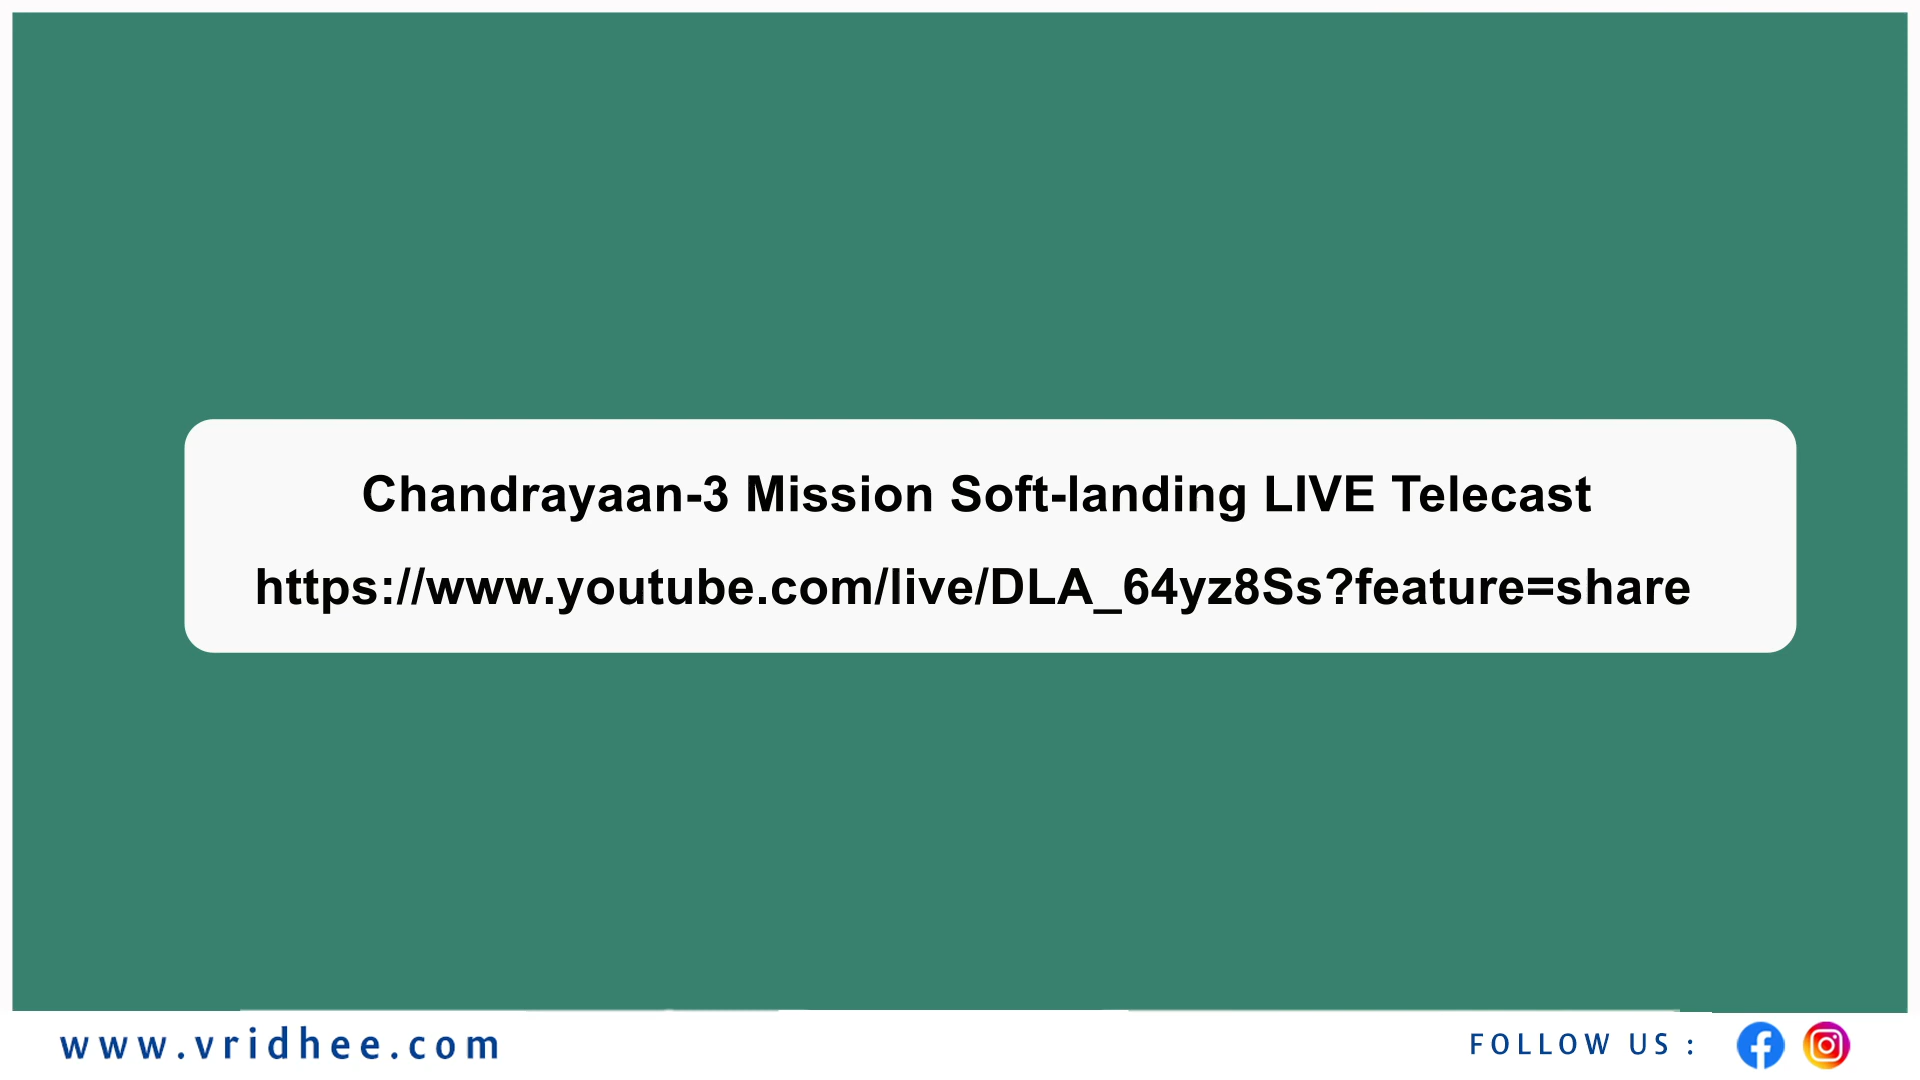 Chandrayaan-3 Mission Soft-landing LIVE Telecast
https://www.youtube.com/live/DLA_64yz8Ss?feature=share
www.vridhee.com
FOLLOW US :